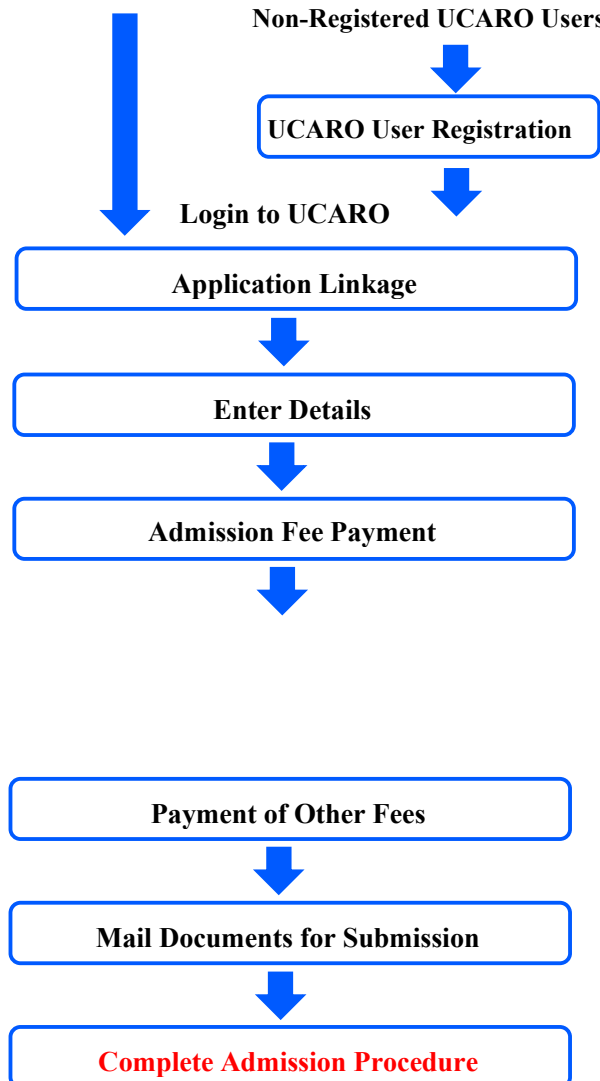 Non-Registered UCARO Users
UCARO User Registration
Login to UCARO
Application Linkage
Enter Details
Admission Fee Payment
Payment of Other Fees
Mail Documents for Submission
Complete Admission Procedure